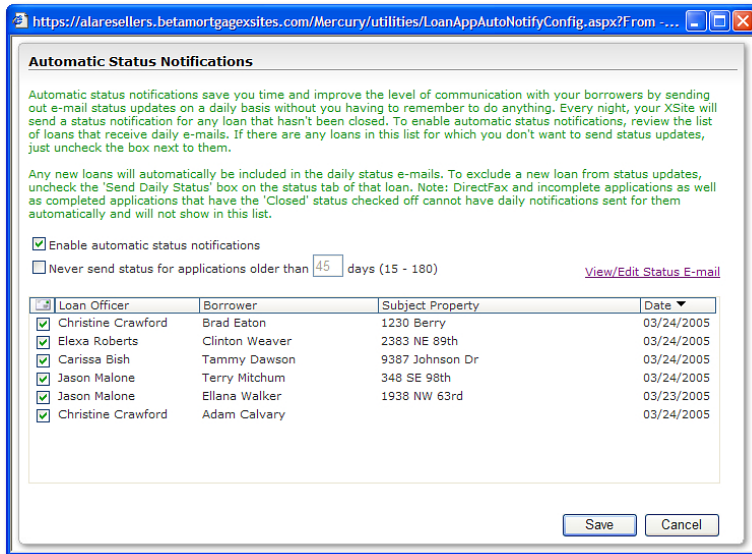 https://alaresellers.betamortgagexsites.com/Mercury/utilities/LoanAppAutoNotifyConfig.aspx?From -...
Automatic Status Notifications
Automatic status notifications save you time and improve the level of communication with your borrowers by sending
out e-mail status updates on a daily basis without you having to remember to do anything. Every night, your XSite will
send a status notification for any loan that hasn't been closed. To enable automatic status notifications, review the list
of loans that receive daily e-mails. If there are any loans in this list for which you don't want to send status updates,
just uncheck the box next to them.
Any new loans will automatically be included in the daily status e-mails. To exclude a new loan from status updates,
uncheck the 'Send Daily Status' box on the status tab of that loan. Note: DirectFax and incomplete applications as well
as completed applications that have the 'Closed' status checked off cannot have daily notifications sent for them
automatically and will not show in this list.
Enable automatic status notifications
Never send status for applications older than 45 days (15 - 180) View/Edit Status E-mail
Loan Officer Borrower Subject Property Date ▼
Christine Crawford Brad Eaton 1230 Berry 03/24/2005
Elexa Roberts Clinton Weaver 2383 NE 89th 03/24/2005
Carissa Bish Tammy Dawson 9387 Johnson Dr 03/24/2005
Jason Malone Terry Mitchum 348 SE 98th 03/24/2005
Jason Malone Ellana Walker 1938 NW 63rd 03/23/2005
Christine Crawford Adam Calvary 03/24/2005
Save Cancel